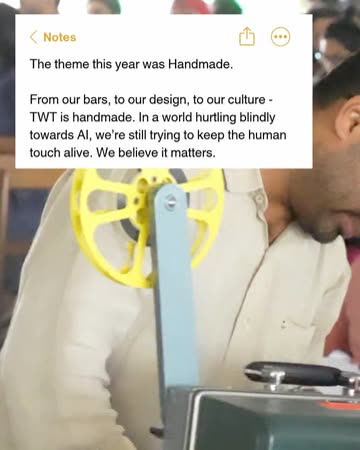 Notes
The theme this year was Handmade.
From our bars, to our design, to our culture -
TWT is handmade. In a world hurtling blindly
towards AI, we're still trying to keep the human
touch alive. We believe it matters.